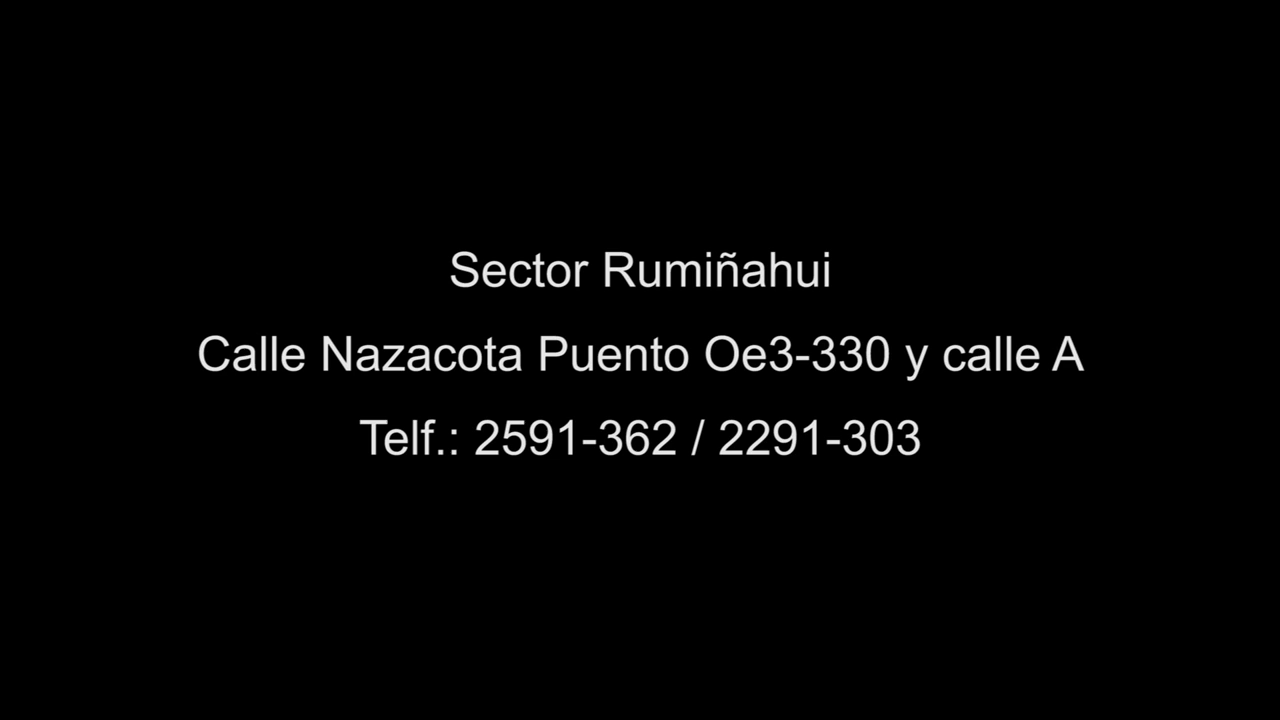 Sector Rumiñahui
Calle Nazacota Puento Oe3-330 y calle A
Telf.: 2591-362 / 2291-303